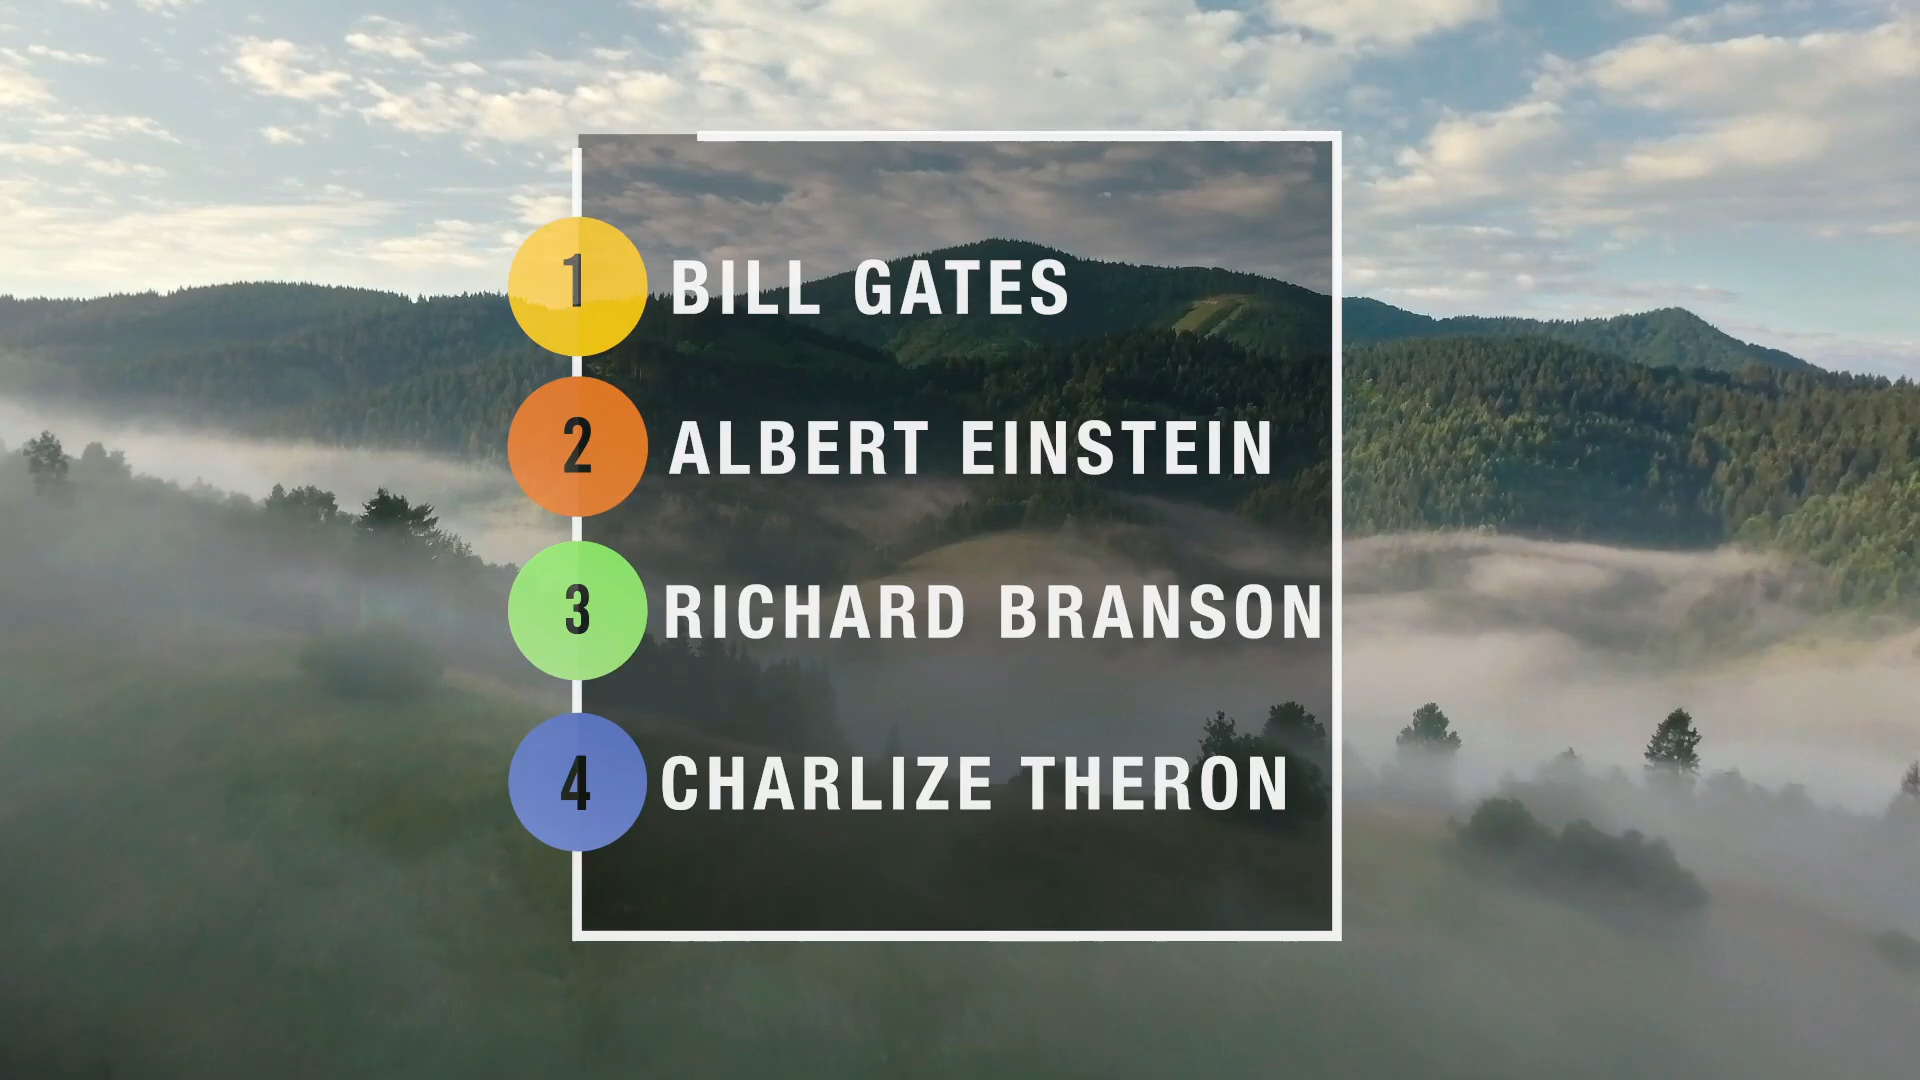 1 BILL GATES
2 ALBERT EINSTEIN
3 RICHARD BRANSON
4 CHARLIZE THERON